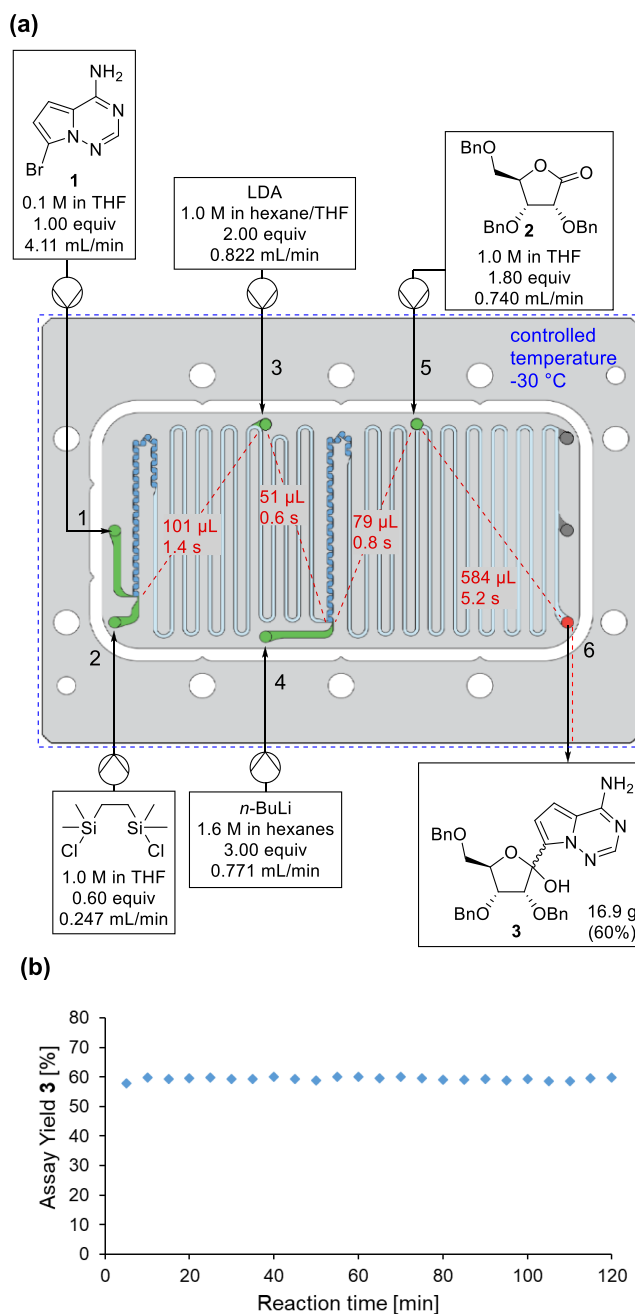 (a)
NH2
N
N
N
Br
1
0.1 M in THF
1.00 equiv
4.11 mL/min
LDA
1.0 M in hexane/THF
2.00 equiv
0.822 mL/min
BnO
O
O
BnO
OBn
2
1.0 M in THF
1.80 equiv
0.740 mL/min
controlled
temperature
-30 °C
3
5
1
101 µL
1.4 s
51 µL
0.6 s
79 µL
0.8 s
584 µL
5.2 s
2
4
6
Si
Si
Cl
Cl
1.0 M in THF
0.60 equiv
0.247 mL/min
n-BuLi
1.6 M in hexanes
3.00 equiv
0.771 mL/min
NH2
N
N
N
BnO
O
OH
BnO
OBn
3
16.9 g
(60%)
(b)
Assay Yield 3 [%]
80
70
60
50
40
30
20
10
0
0 20 40 60 80 100 120
Reaction time [min]